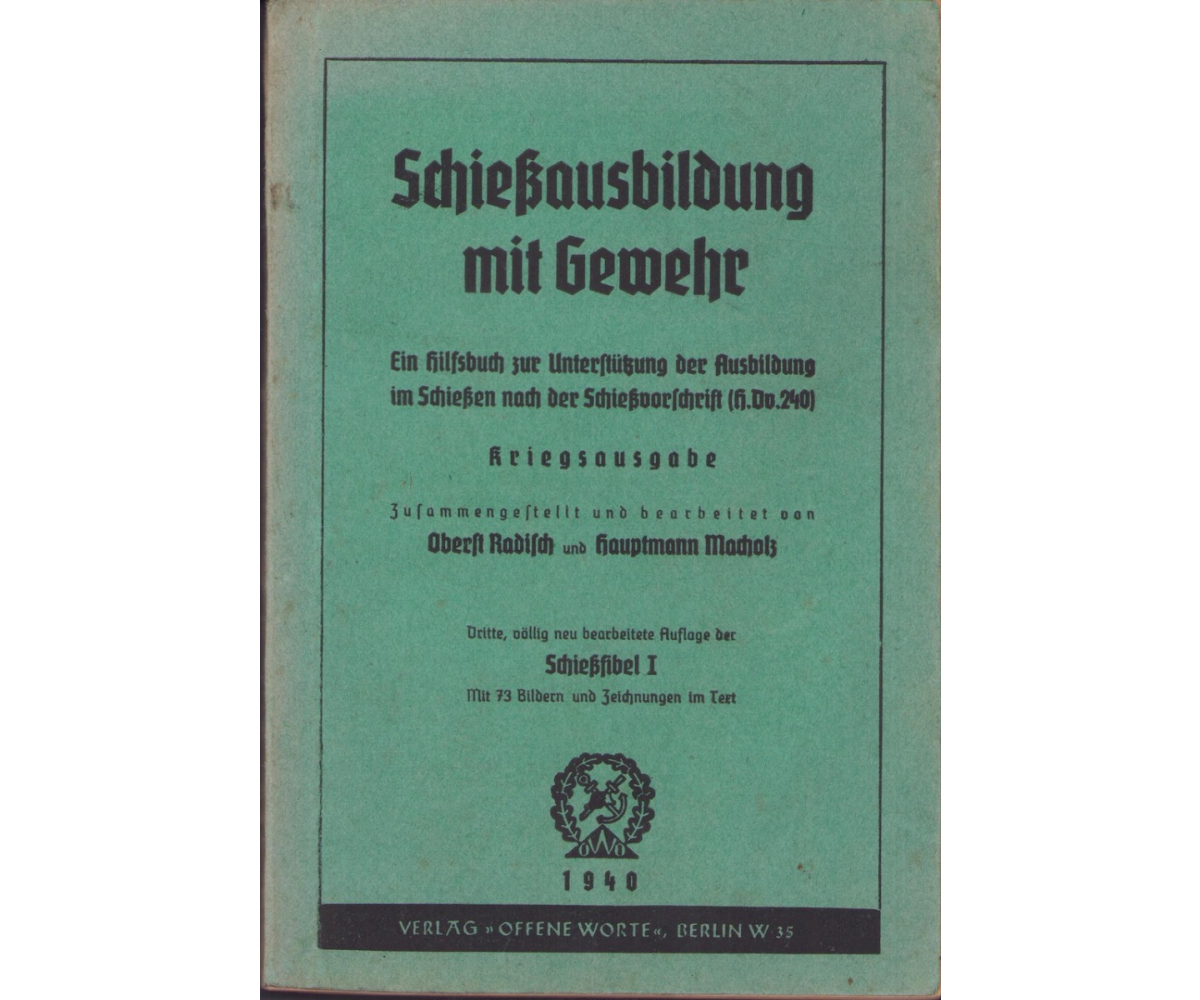 Schießausbildung
mit Gewehr
Ein Hilfsbuch zur Unterstützung der Ausbildung
im Schießen nach der Schießvorschrift (H.Dv.240)
Kriegsausgabe
Zusammengestellt und bearbeitet von
Oberst Radisch und Hauptmann Macholz
Dritte, völlig neu bearbeitete Auflage der
Schießfibel I
Mit 73 Bildern und Zeichnungen im Text
OWO
1940
VERLAG »OFFENE WORTE«, BERLIN W 35